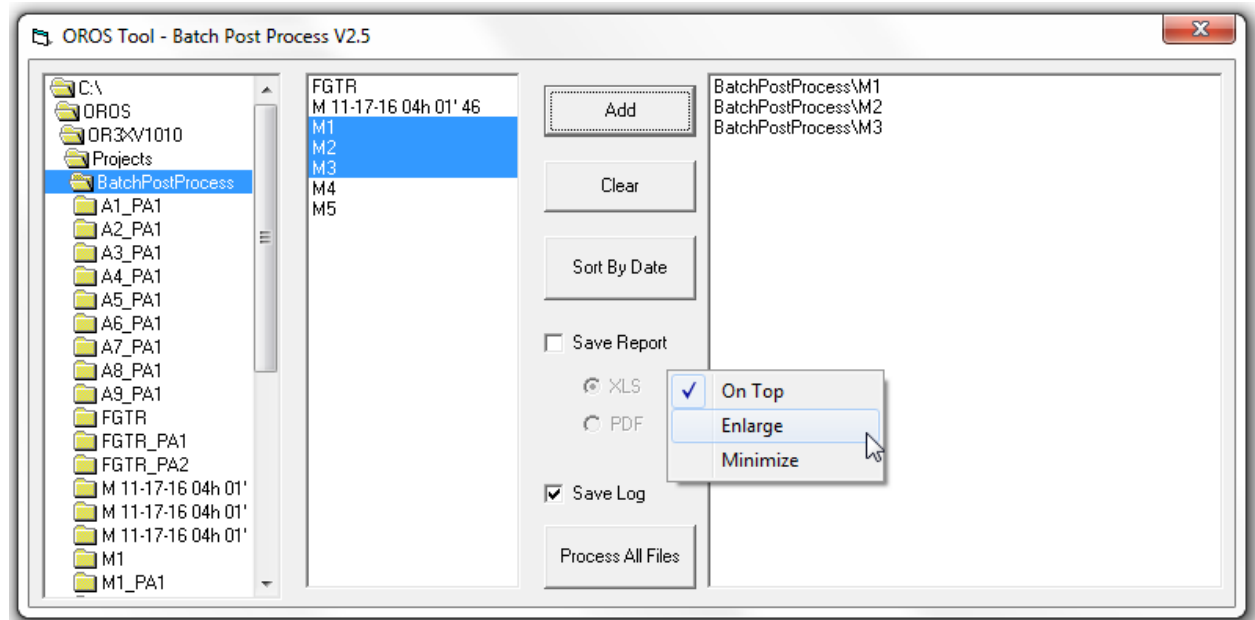 OROS Tool - Batch Post Process V2.5
C:\
OROS
OR3XV1010
Projects
BatchPostProcess
A1_PA1
A2_PA1
A3_PA1
A4_PA1
A5_PA1
A6_PA1
A7_PA1
A8_PA1
A9_PA1
FGTR
FGTR_PA1
FGTR_PA2
M 11-17-16 04h 01'
M 11-17-16 04h 01'
M 11-17-16 04h 01'
M1
M1_PA1
FGTR
M 11-17-16 04h 01' 46
M1
M2
M3
M4
M5
Add
Clear
Sort By Date
Save Report
XLS
PDF
Save Log
Process All Files
On Top
Enlarge
Minimize
BatchPostProcess\M1
BatchPostProcess\M2
BatchPostProcess\M3